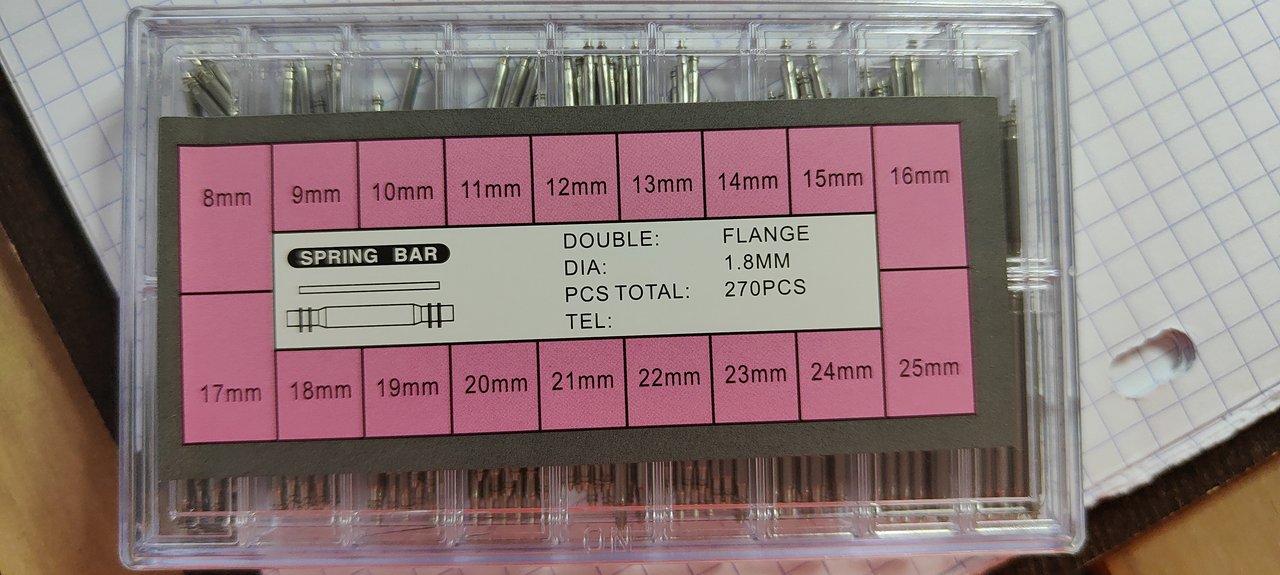 8mm 9mm 10mm 11mm 12mm 13mm 14mm 15mm 16mm
SPRING BAR
DOUBLE: FLANGE
DIA: 1.8MM
PCS TOTAL: 270PCS
TEL:
17mm 18mm 19mm 20mm 21mm 22mm 23mm 24mm 25mm
ON